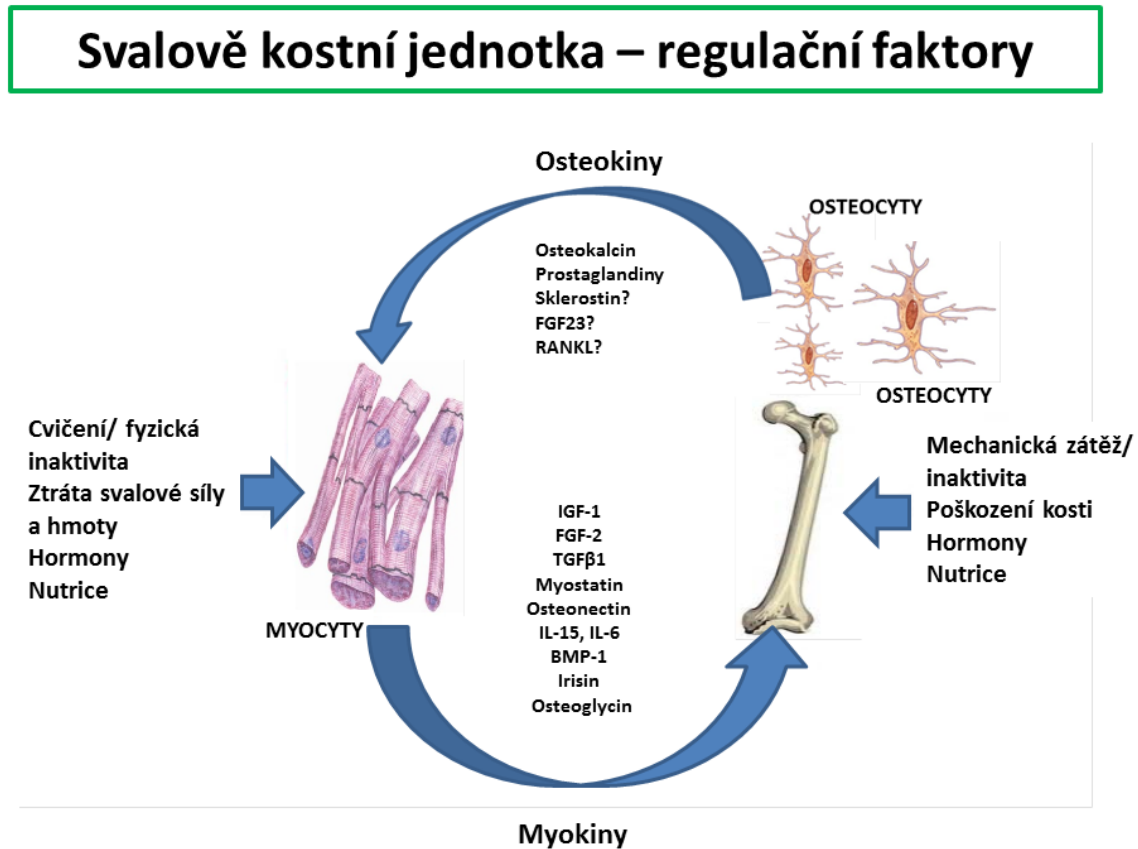 Svalově kostní jednotka – regulační faktory
Osteokiny
OSTEOCYTY
Osteokalcin
Prostaglandiny
Sklerostin?
FGF23?
RANKL?
OSTEOCYTY
Cvičení/ fyzická
inaktivita
Ztráta svalové síly
a hmoty
Hormony
Nutrice
Mechanická zátěž/
inaktivita
Poškození kosti
Hormony
Nutrice
IGF-1
FGF-2
TGFβ1
Myostatin
Osteonectin
IL-15, IL-6
BMP-1
Irisin
Osteoglycin
MYOCYTY
Myokiny